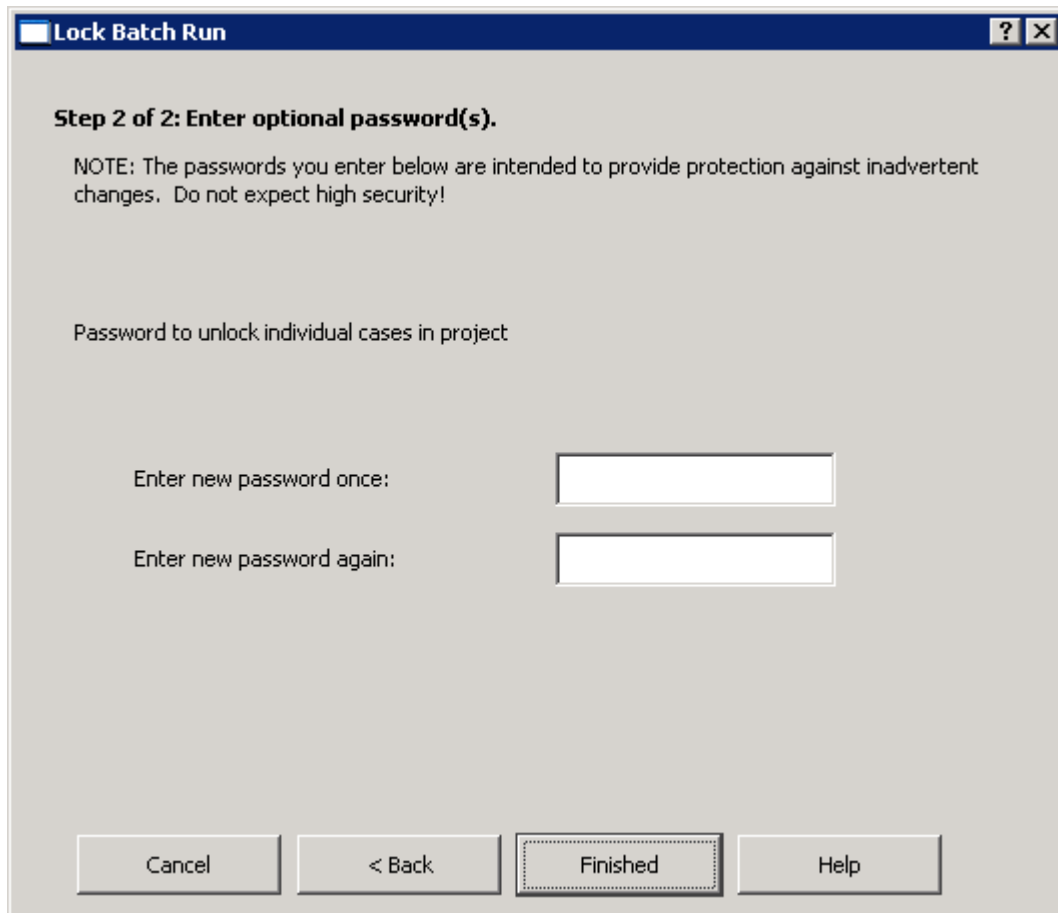 Lock Batch Run
Step 2 of 2: Enter optional password(s).
NOTE: The passwords you enter below are intended to provide protection against inadvertent
changes.  Do not expect high security!
Password to unlock individual cases in project
Enter new password once:
Enter new password again:
Cancel
< Back
Finished
Help